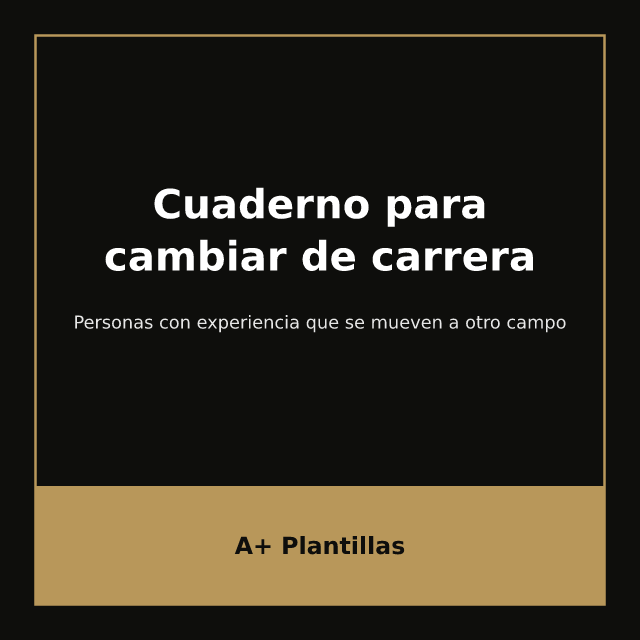 Cuaderno para
cambiar de carrera
Personas con experiencia que se mueven a otro campo
A+ Plantillas